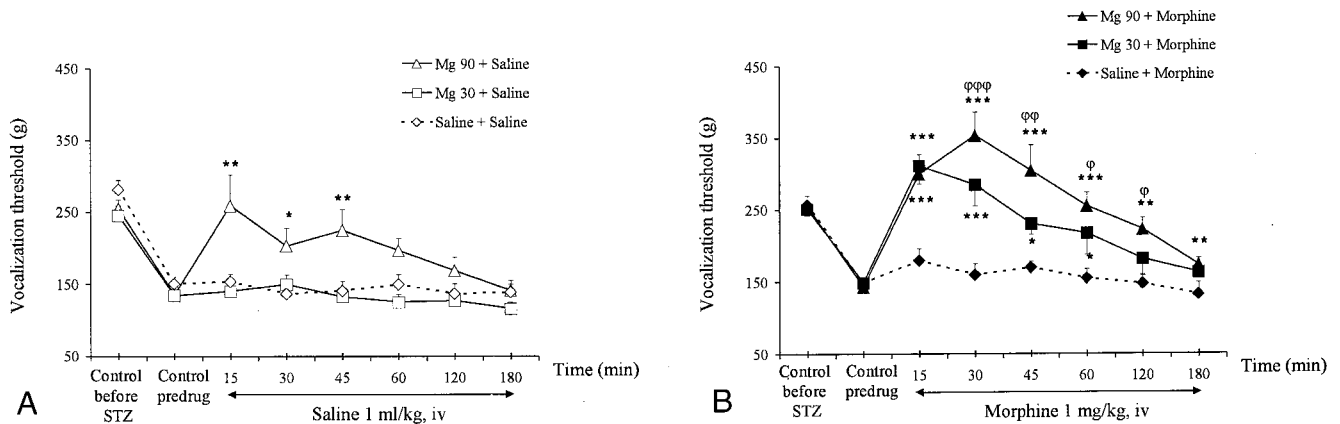 Mg 90 + Saline
Mg 30 + Saline
Saline + Saline
Vocalization threshold (g)
450
350
250
150
50
**
*
**
Control before STZ
Control predrug
15 30 45 60 120 180
Time (min)
Saline 1 ml/kg, iv
A
Mg 90 + Morphine
Mg 30 + Morphine
Saline + Morphine
Vocalization threshold (g)
450
350
250
150
50
φφφ
***
φφ
***
***
φ
***
φ
**
**
***
***
*
*
Control before STZ
Control predrug
15 30 45 60 120 180
Time (min)
Morphine 1 mg/kg, iv
B